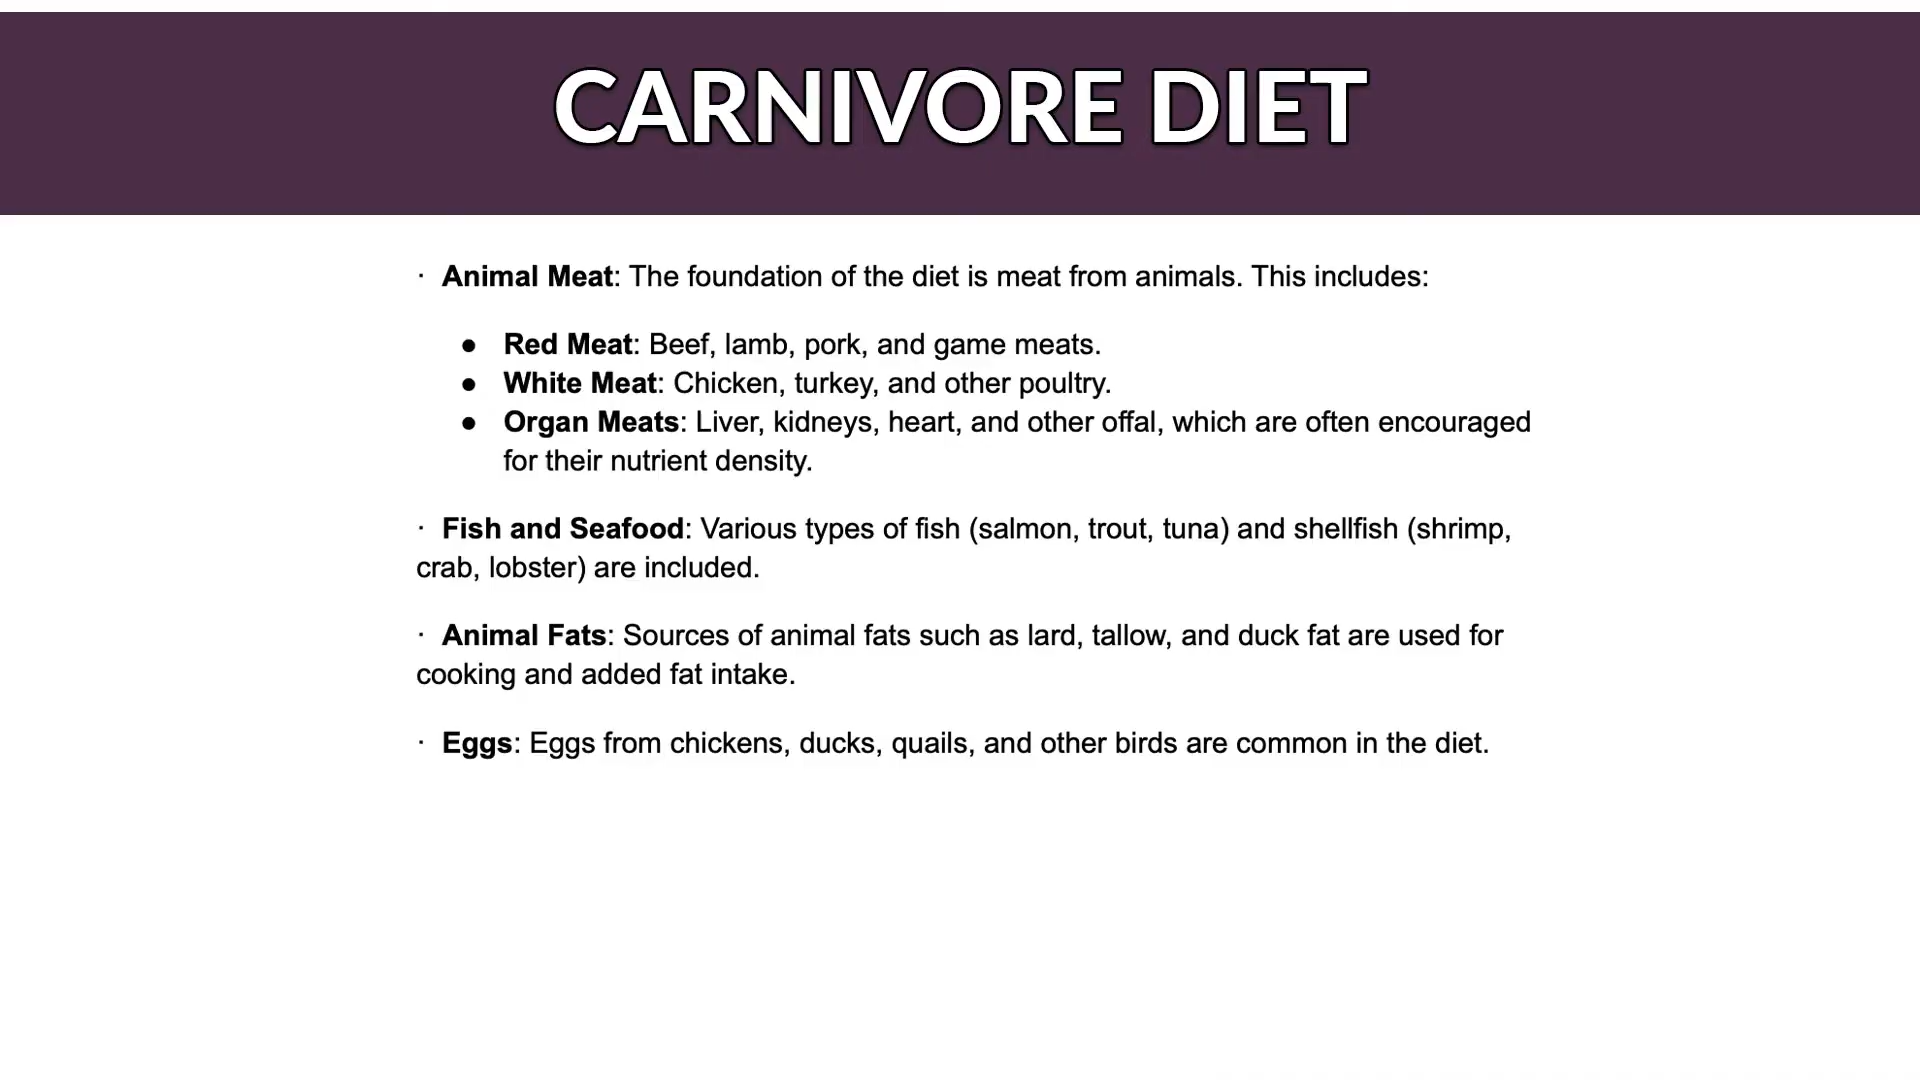 CARNIVORE DIET
· Animal Meat: The foundation of the diet is meat from animals. This includes:
● Red Meat: Beef, lamb, pork, and game meats.
● White Meat: Chicken, turkey, and other poultry.
● Organ Meats: Liver, kidneys, heart, and other offal, which are often encouraged
for their nutrient density.
· Fish and Seafood: Various types of fish (salmon, trout, tuna) and shellfish (shrimp,
crab, lobster) are included.
· Animal Fats: Sources of animal fats such as lard, tallow, and duck fat are used for
cooking and added fat intake.
· Eggs: Eggs from chickens, ducks, quails, and other birds are common in the diet.